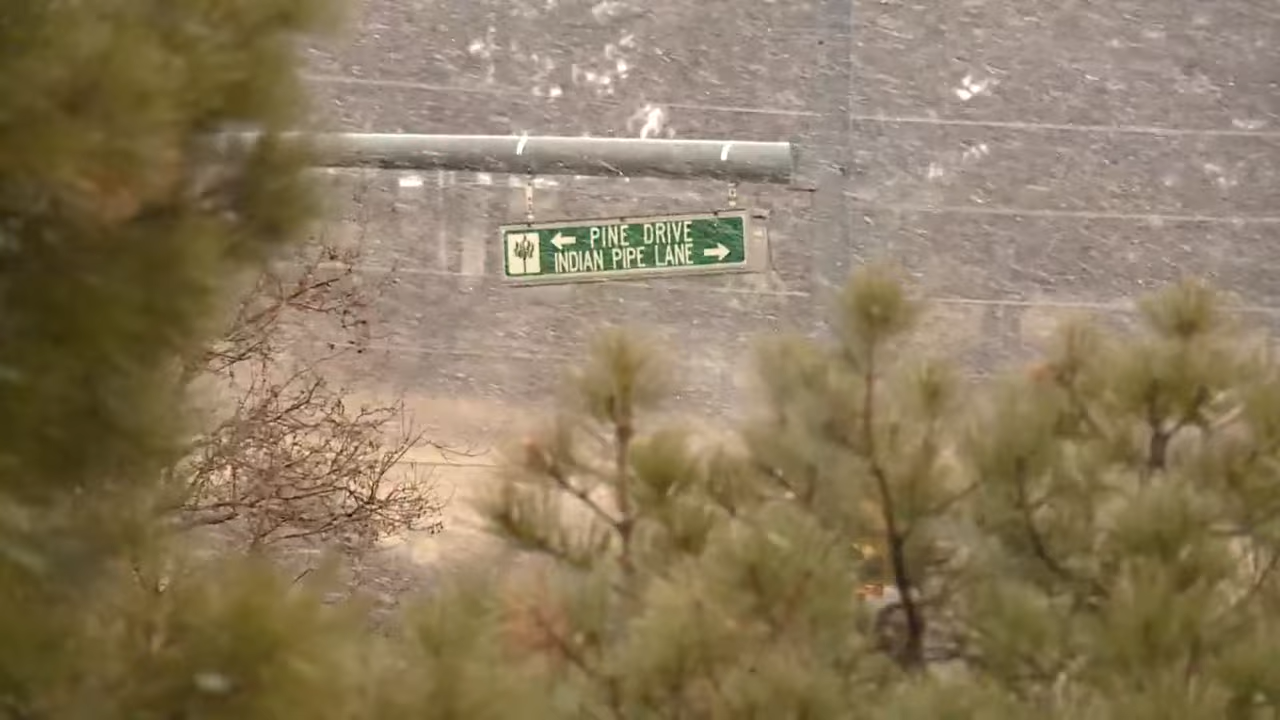 ← PINE DRIVE
INDIAN PIPE LANE →